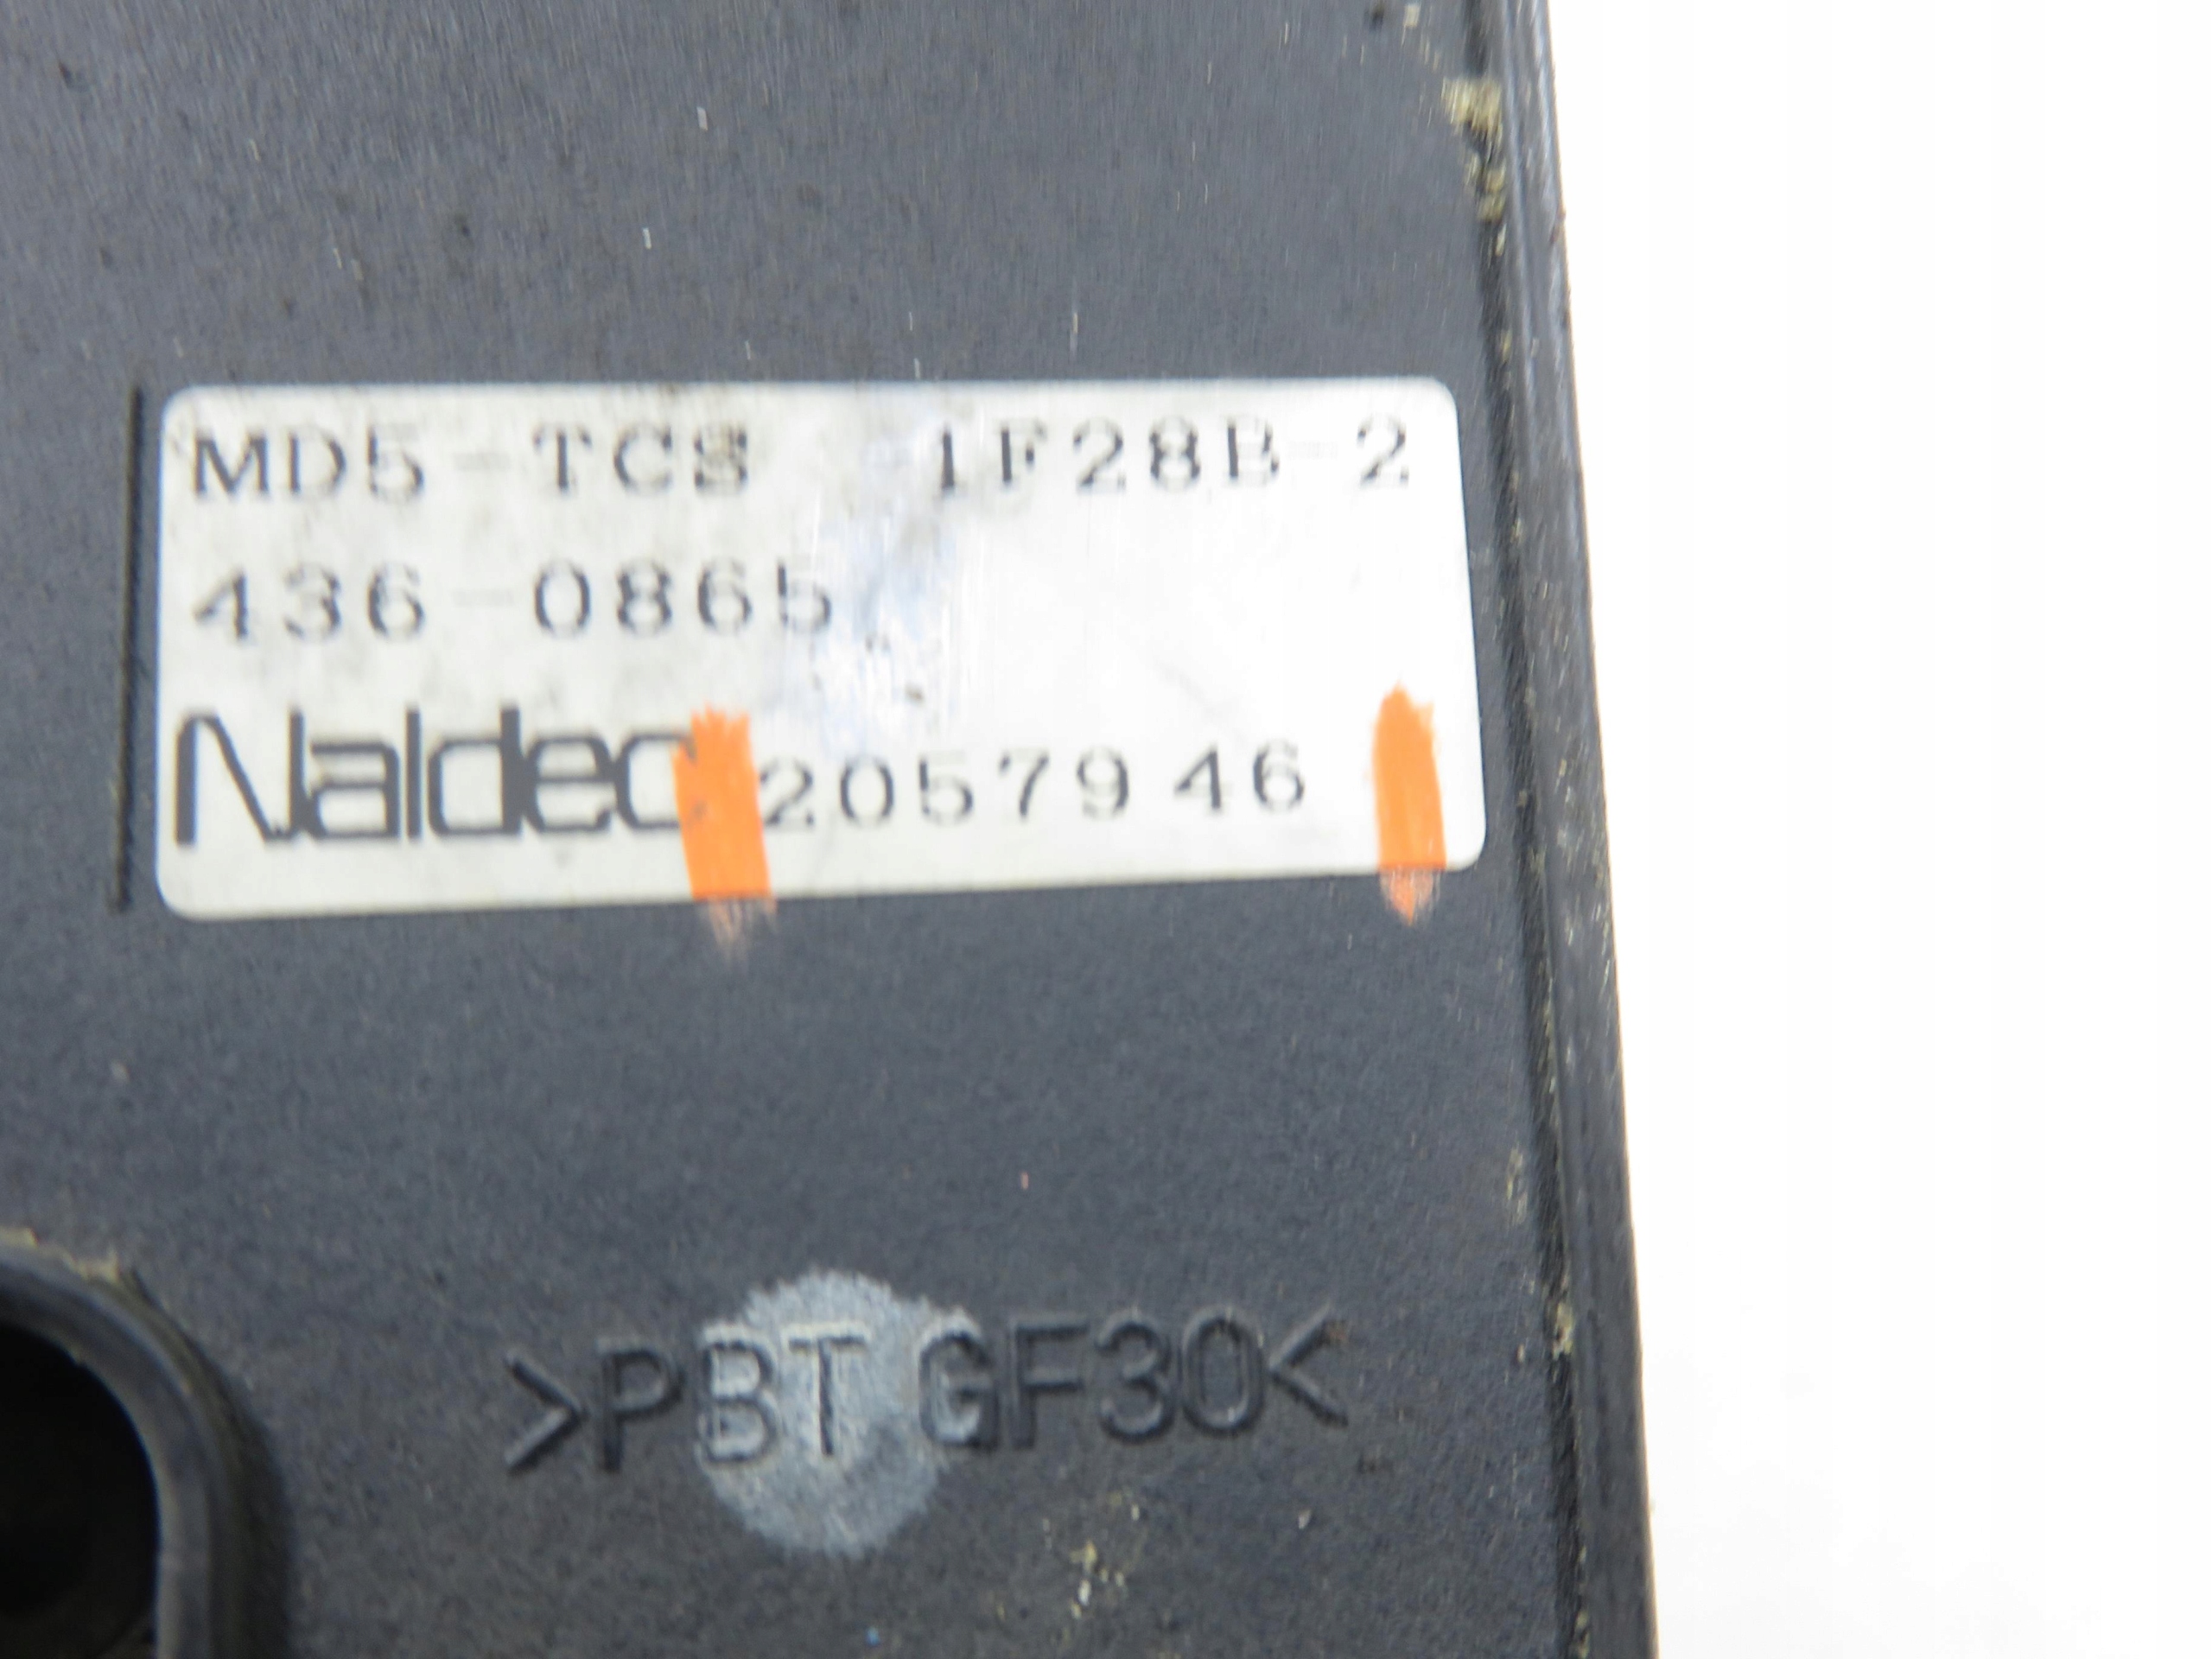 MD5-TCS 1F28B-2
436-0865
Naldec 2057946
>PBT GF30<